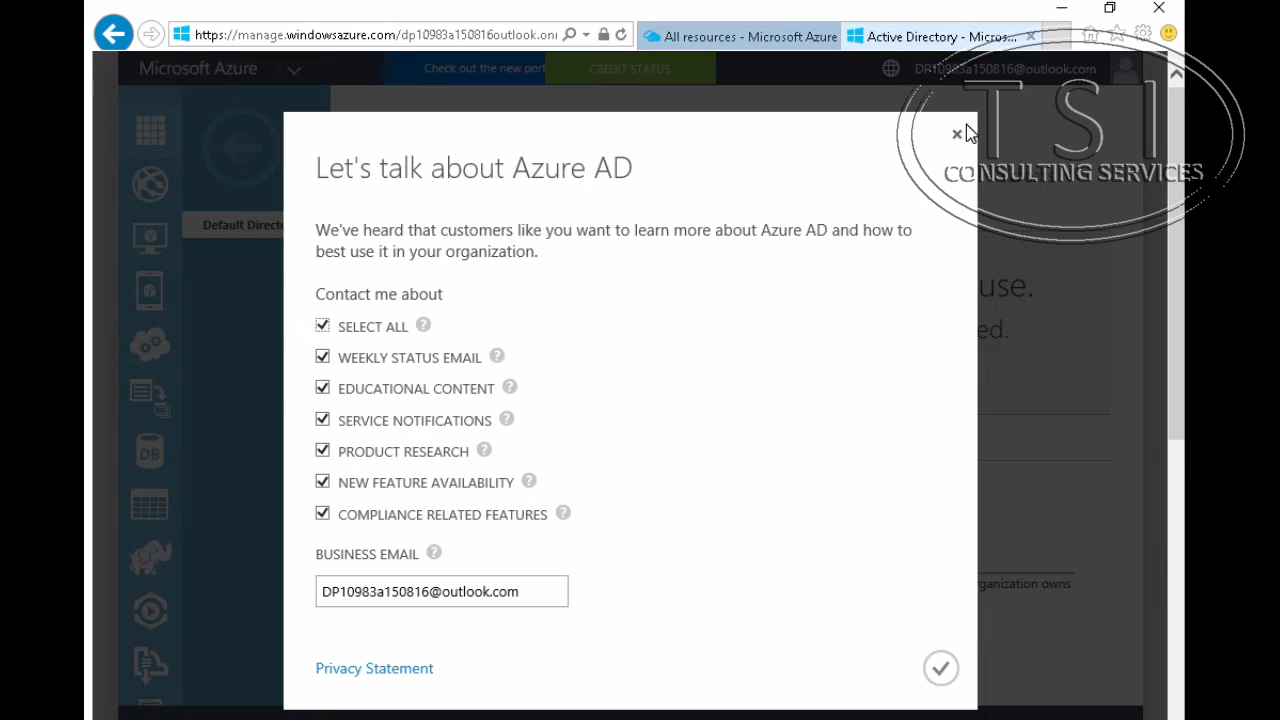 https://manage.windowsazure.com/dp10983a150816outlook.onı
All resources - Microsoft Azure
Active Directory - Micros...
Microsoft Azure
Check out the new port
CREDIT STATUS
DP10983a150816@outlook.com
TSI
CONSULTING SERVICES
Let's talk about Azure AD
Default Directo
We've heard that customers like you want to learn more about Azure AD and how to
best use it in your organization.
use.
Contact me about
SELECT ALL
ed.
WEEKLY STATUS EMAIL
EDUCATIONAL CONTENT
SERVICE NOTIFICATIONS
PRODUCT RESEARCH
NEW FEATURE AVAILABILITY
COMPLIANCE RELATED FEATURES
DB
BUSINESS EMAIL
DP10983a150816@outlook.com
rganization owns
Privacy Statement